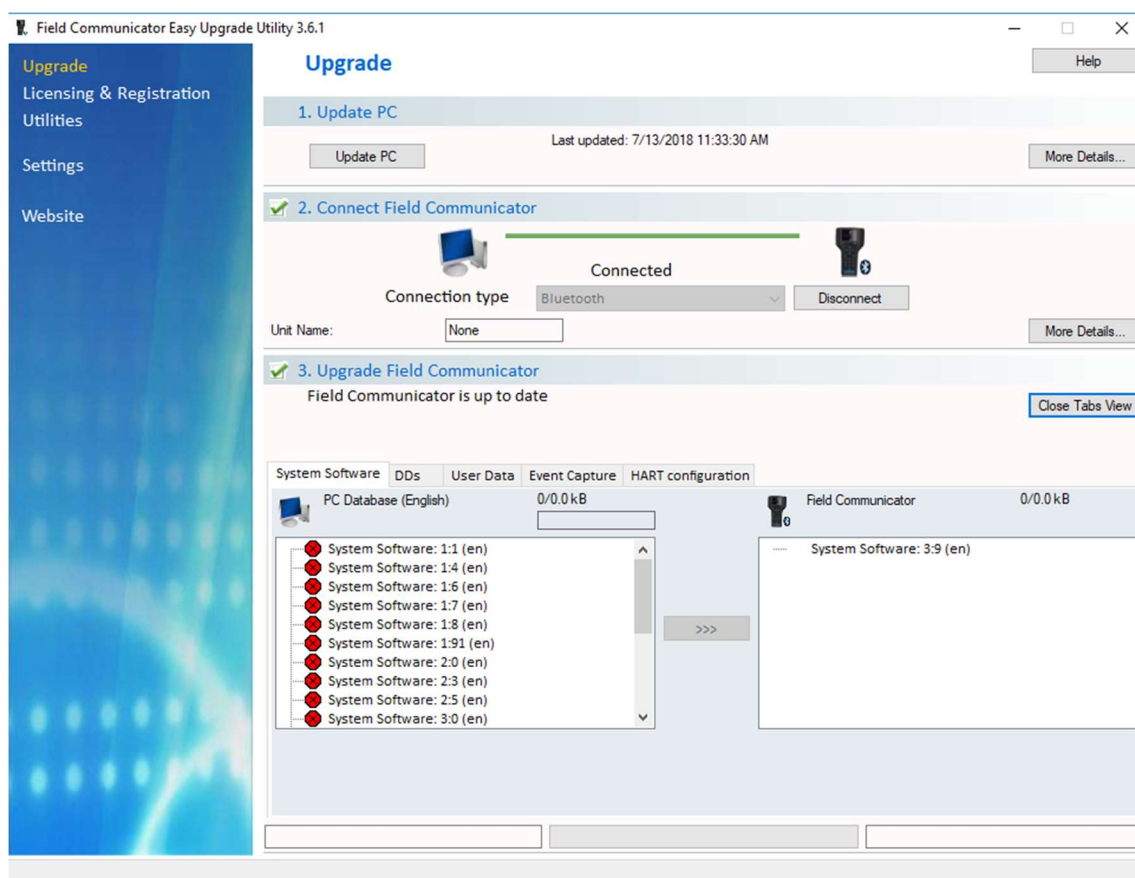 Field Communicator Easy Upgrade Utility 3.6.1
Upgrade
Licensing & Registration
Utilities
Settings
Website
Upgrade
Help
1. Update PC
Update PC
Last updated: 7/13/2018 11:33:30 AM
More Details...
2. Connect Field Communicator
Connected
Connection type
Bluetooth
Disconnect
Unit Name:
None
More Details...
3. Upgrade Field Communicator
Field Communicator is up to date
Close Tabs View
System Software
DDs
User Data
Event Capture
HART configuration
PC Database (English)
0/0.0 kB
System Software: 1:1 (en)
System Software: 1:4 (en)
System Software: 1:6 (en)
System Software: 1:7 (en)
System Software: 1:8 (en)
System Software: 1:91 (en)
System Software: 2:0 (en)
System Software: 2:3 (en)
System Software: 2:5 (en)
System Software: 3:0 (en)
>>>
Field Communicator
0/0.0 kB
System Software: 3:9 (en)